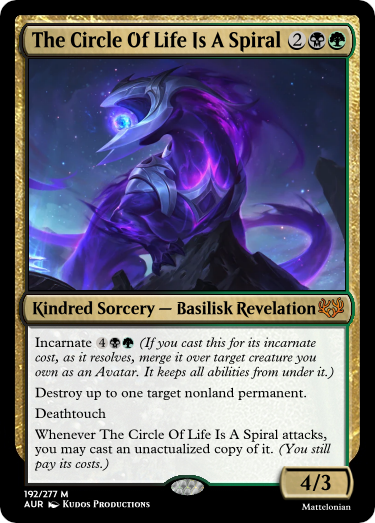 The Circle Of Life Is A Spiral 2
Kindred Sorcery — Basilisk Revelation
Incarnate 4 (If you cast this for its incarnate
cost, as it resolves, merge it over target creature you
own as an Avatar. It keeps all abilities from under it.)
Destroy up to one target nonland permanent.
Deathtouch
Whenever The Circle Of Life Is A Spiral attacks,
you may cast an unactualized copy of it. (You still
pay its costs.)
4/3
192/277 M
AUR Kudos Productions
Mattelonian